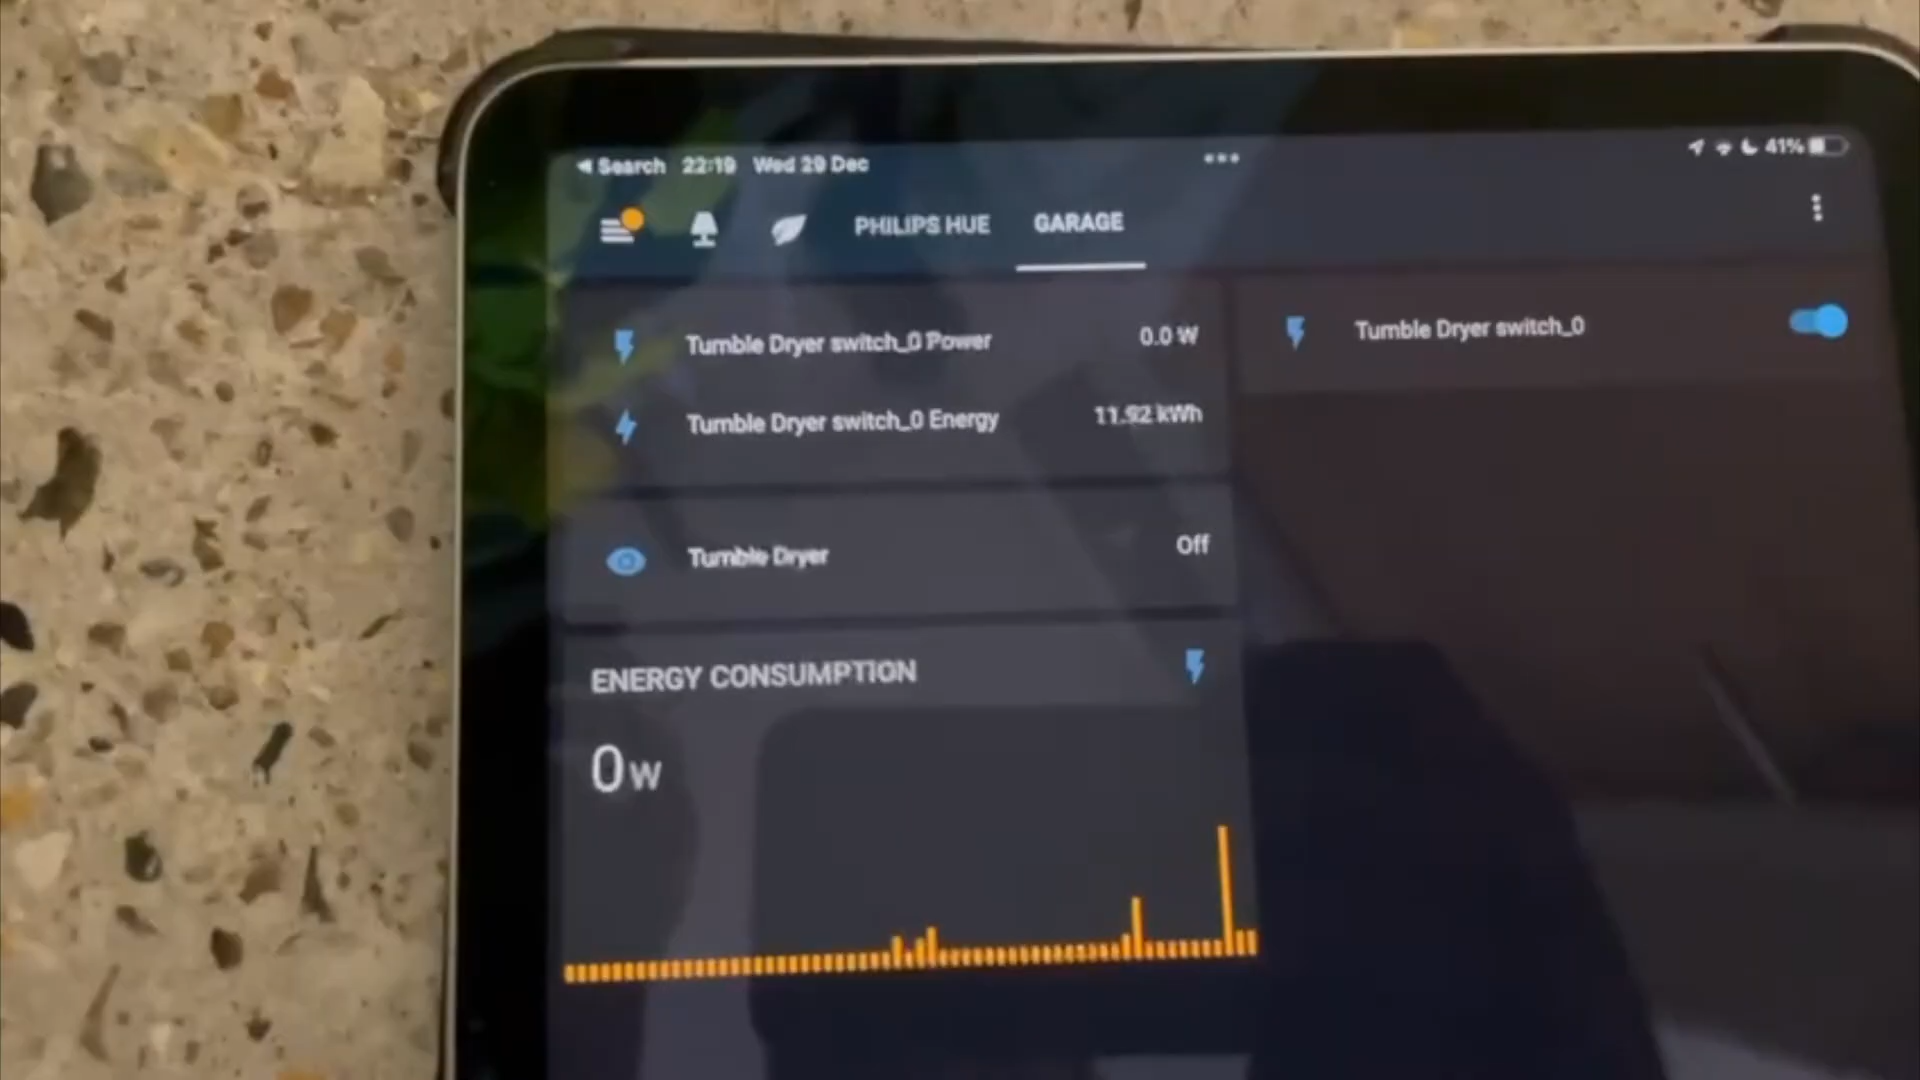 Search 22:19 Wed 29 Dec
41%
PHILIPS HUE GARAGE
Tumble Dryer switch_0 Power 0.0 W
Tumble Dryer switch_0 Energy 11.92 kWh
Tumble Dryer Off
ENERGY CONSUMPTION
0 W
Tumble Dryer switch_0